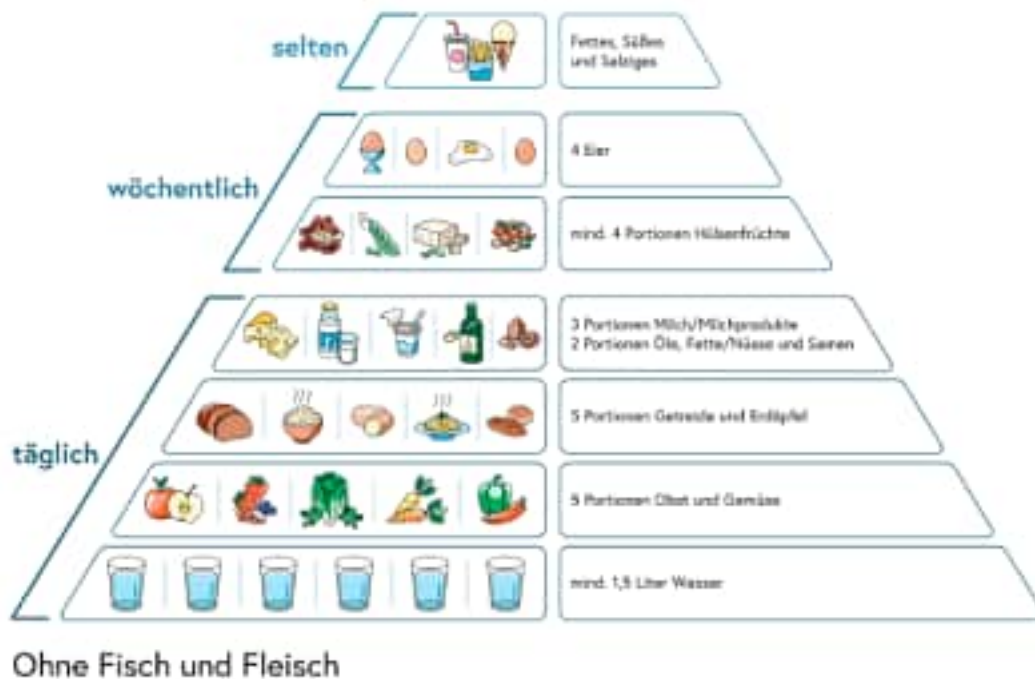 selten
Fettes, Süßes
und Salziges
4 Eier
wöchentlich
mind. 4 Portionen Hülsenfrüchte
3 Portionen Milch/Milchprodukte
2 Portionen Öle, Fette/Nüsse und Samen
5 Portionen Getreide und Erdäpfel
täglich
5 Portionen Obst und Gemüse
mind. 1,5 Liter Wasser
Ohne Fisch und Fleisch